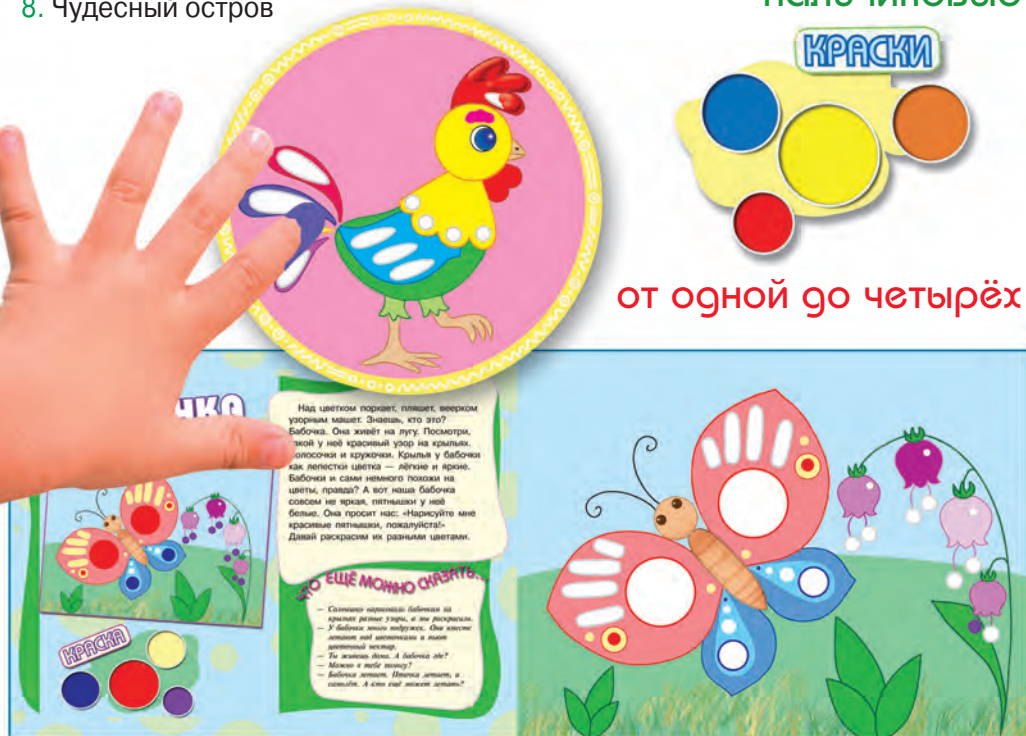 8. Чудесный остров
пальчиковые
КРАСКИ
от одной до четырёх
ЧКА
Над цветком порхает, пляшет, веерком
узорным машет. Знаешь, кто это?
Бабочка. Она живёт на лугу. Посмотри,
какой у неё красивый узор на крыльях.
Полосочки и кружочки. Крылья у бабочки
как лепестки цветка — лёгкие и яркие.
Бабочки и сами немного похожи на
цветы, правда? А вот наша бабочка
совсем не яркая, пятнышки у неё
белые. Она просит нас: «Нарисуйте мне
красивые пятнышки, пожалуйста!»
Давай раскрасим их разными цветами.
ЧТО ЕЩЁ МОЖНО СКАЗАТЬ...
— Солнышко нарисовало бабочкам на
крыльях разные узоры, а мы раскрасили.
— У бабочки много подружек. Они вместе
летают над цветочками и пьют
цветочный нектар.
— Ты живёшь дома. А бабочка где?
— Можно я тебе помогу?
— Бабочка летает. Птичка летает, и
самолёт. А кто ещё может летать?
КРАСКА